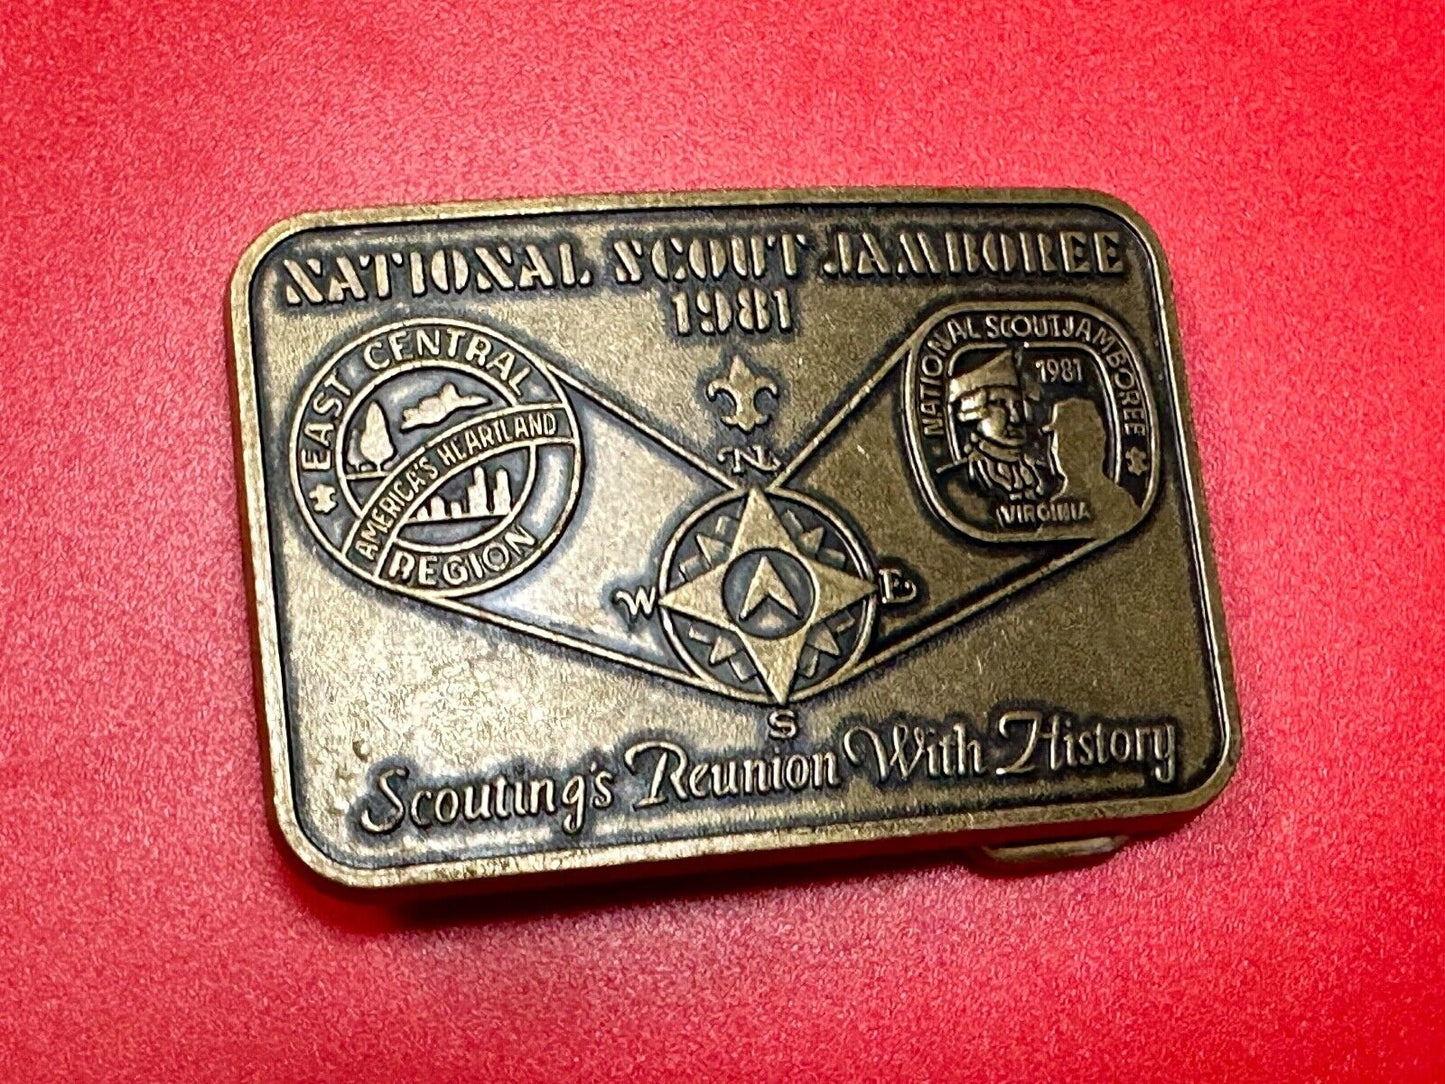 NATIONAL SCOUT JAMBOREE
1981
EAST CENTRAL
AMERICA'S HEARTLAND
REGION
NATIONAL SCOUT JAMBOREE
1981
VIRGINIA
N
W
E
S
Scouting's Reunion With History